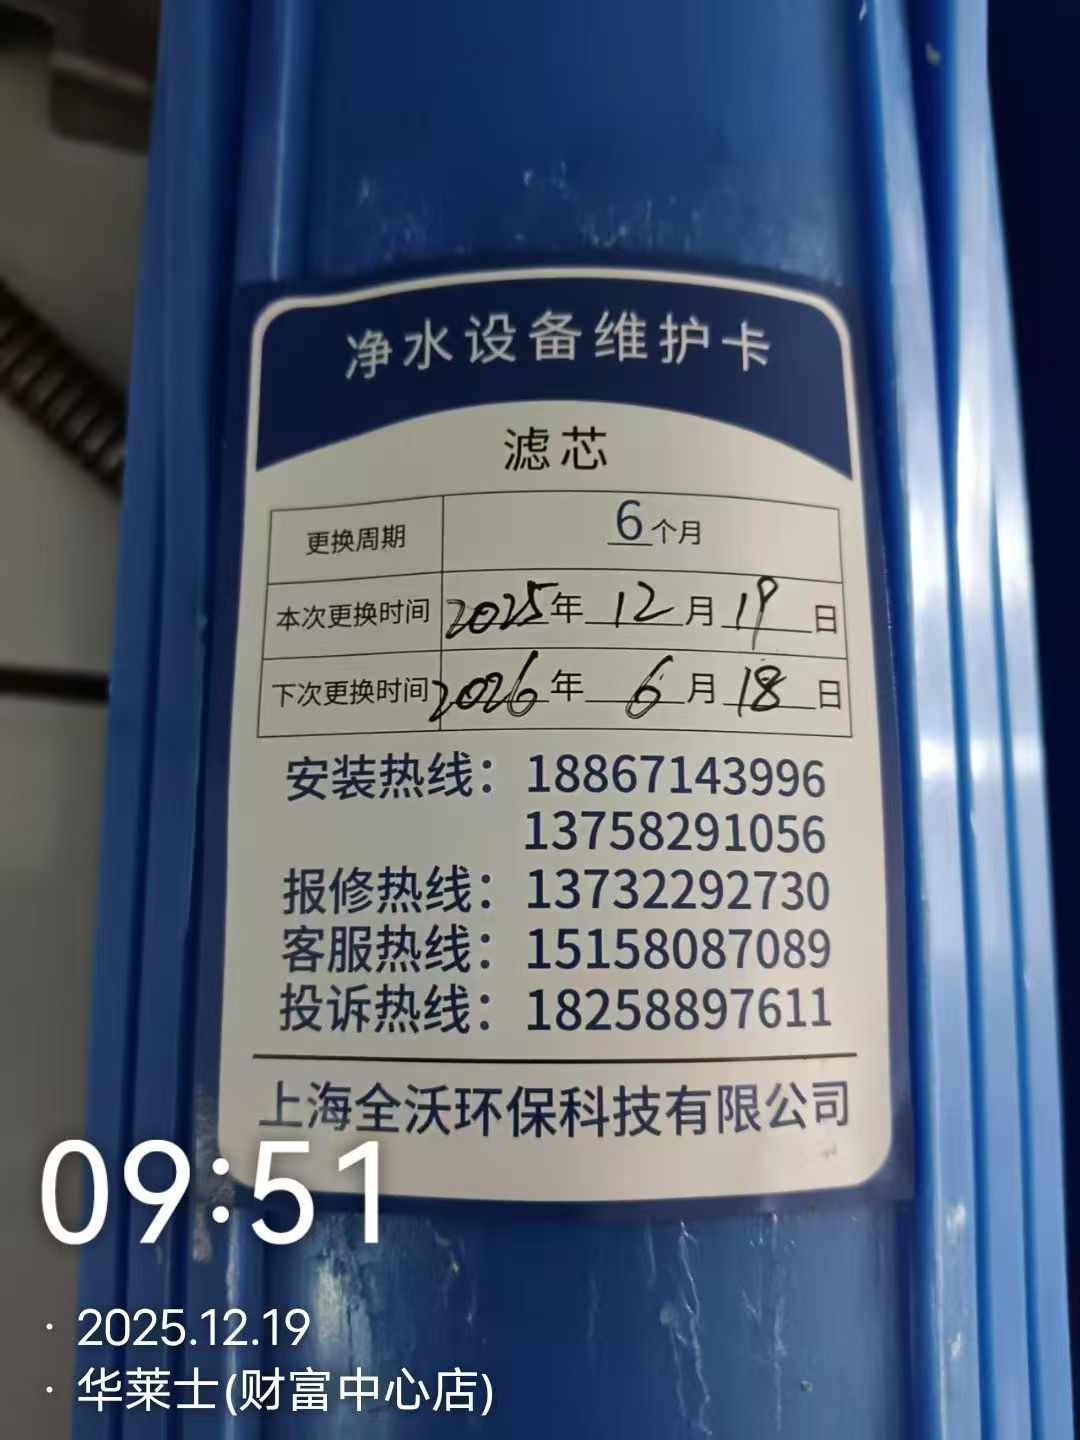 净水设备维护卡
滤芯
更换周期 6个月
本次更换时间 2025年12月19日
下次更换时间 2026年6月18日
安装热线：18867143996
13758291056
报修热线：13732292730
客服热线：15158087089
投诉热线：18258897611
上海全沃环保科技有限公司
09:51
· 2025.12.19
· 华莱士(财富中心店)